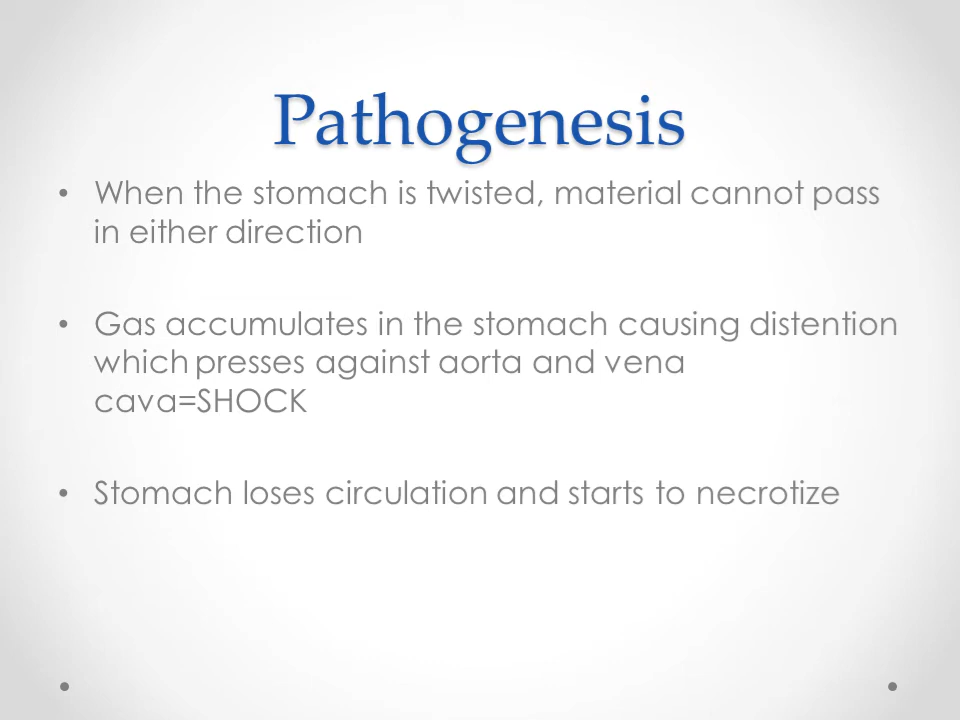 Pathogenesis
• When the stomach is twisted, material cannot pass
in either direction
• Gas accumulates in the stomach causing distention
which presses against aorta and vena
cava=SHOCK
• Stomach loses circulation and starts to necrotize